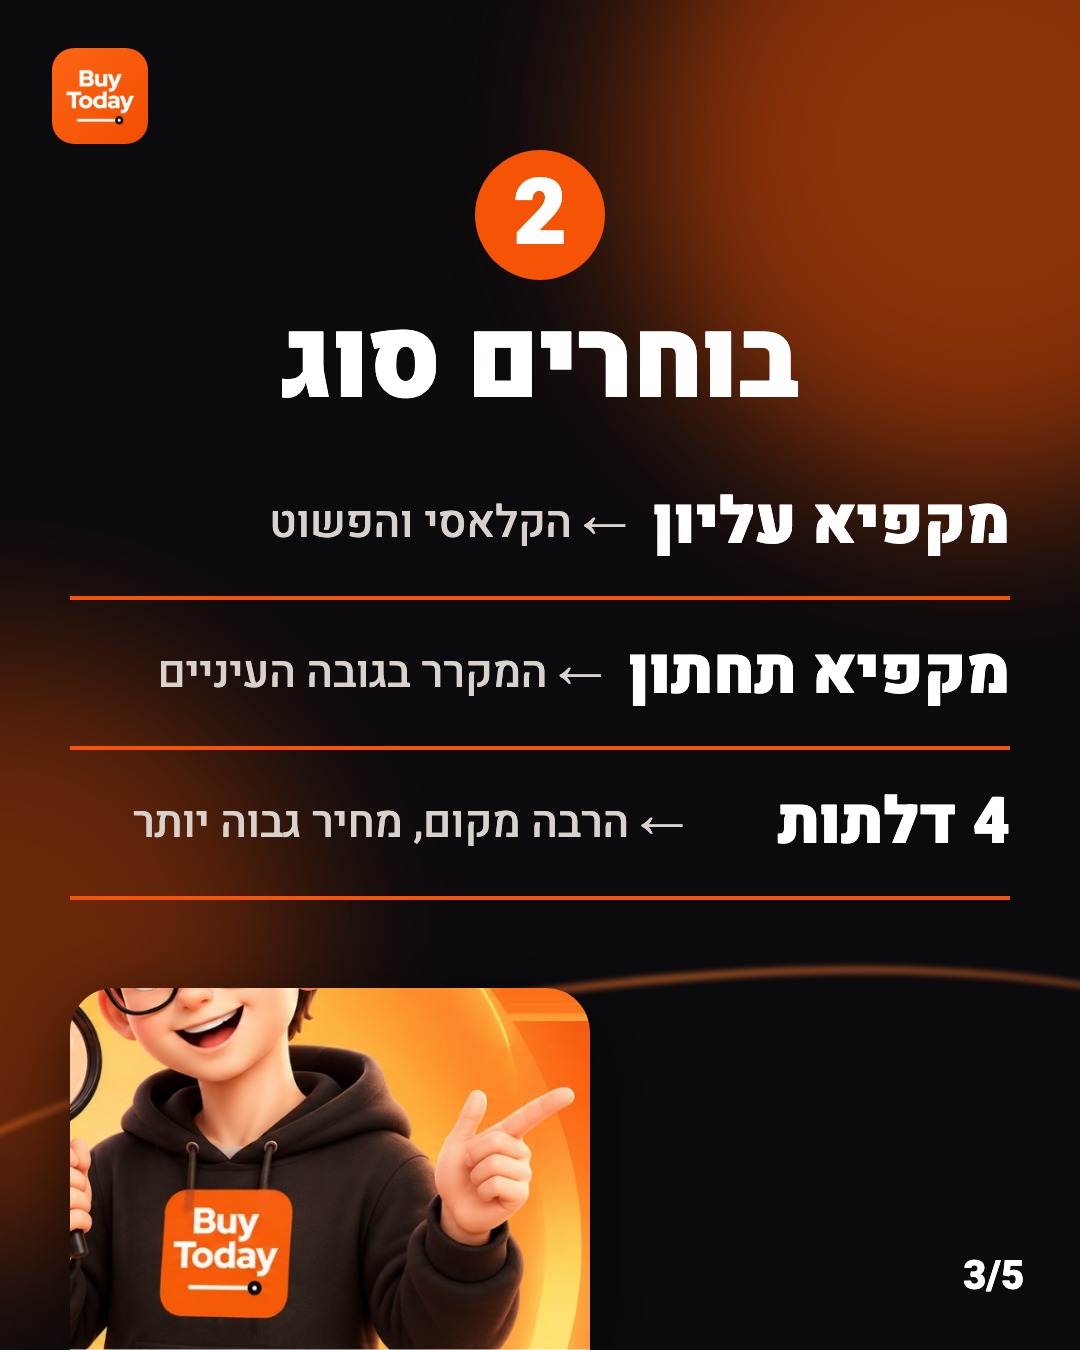 Buy
Today
2
בוחרים סוג
מקפיא עליון ← הקלאסי והפשוט
מקפיא תחתון ← המקרר בגובה העיניים
4 דלתות ← הרבה מקום, מחיר גבוה יותר
Buy
Today
3/5